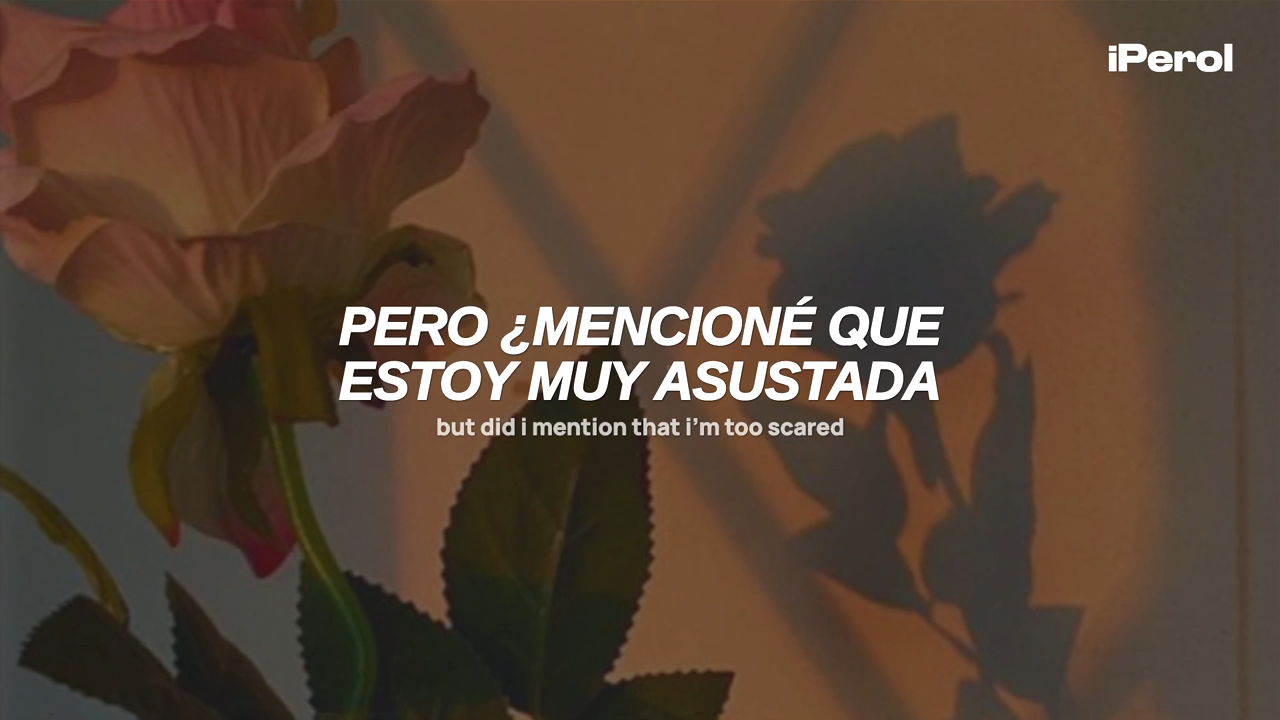 iPerol
PERO ¿MENCIONÉ QUE
ESTOY MUY ASUSTADA
but did i mention that i’m too scared